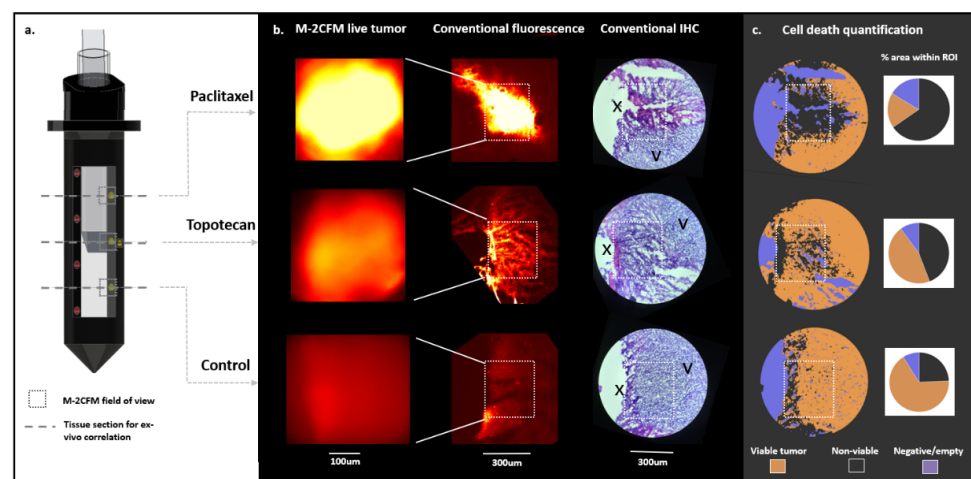 a.
Paclitaxel
Topotecan
Control
M-2CFM field of view
Tissue section for ex-
vivo correlation
b.
M-2CFM live tumor
Conventional fluorescence
Conventional IHC
X
V
X
V
X
V
100um
300um
300um
c.
Cell death quantification
% area within ROI
Viable tumor
Non-viable
Negative/empty